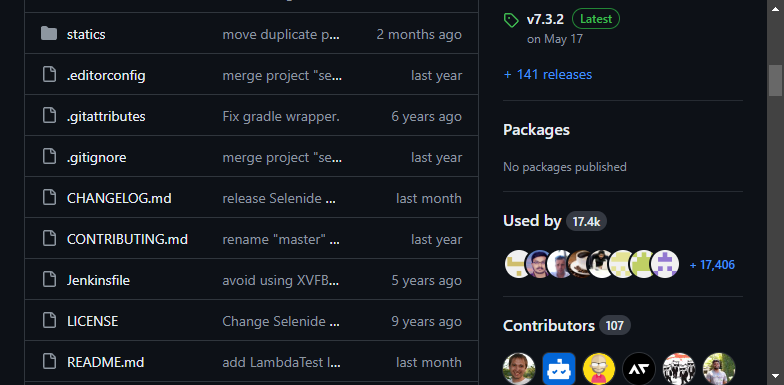 statics move duplicate p... 2 months ago
.editorconfig merge project "se... last year
.gitattributes Fix gradle wrapper. 6 years ago
.gitignore merge project "se... last year
CHANGELOG.md release Selenide ... last month
CONTRIBUTING.md rename "master" ... last year
Jenkinsfile avoid using XVFB... 5 years ago
LICENSE Change Selenide ... 9 years ago
README.md add LambdaTest l... last month
v7.3.2 Latest
on May 17
+ 141 releases
Packages
No packages published
Used by 17.4k
+ 17,406
Contributors 107